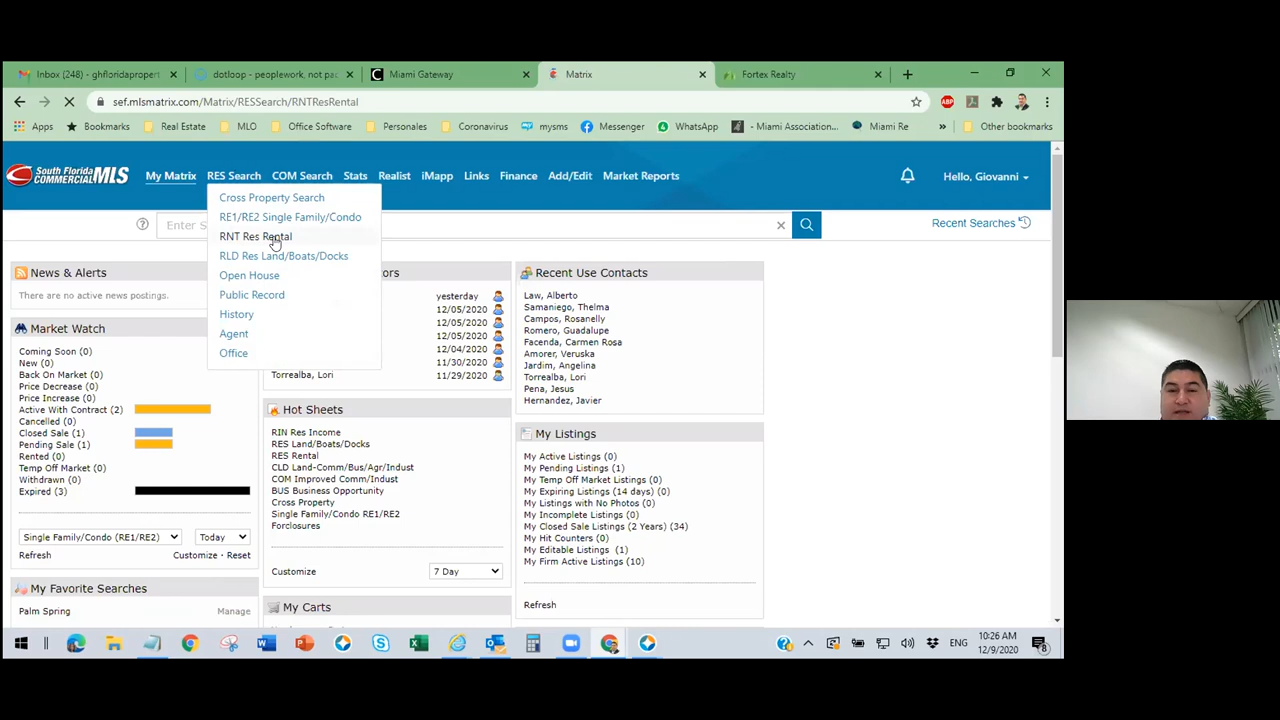 Inbox (248) - ghfloridapropert
dotloop - peoplework, not pa
Miami Gateway
Matrix
Fortex Realty
sef.mlsmatrix.com/Matrix/RESSearch/RNTResRental
ABP
Apps
Bookmarks
Real Estate
MLO
Office Software
Personales
Coronavirus
mysms
Messenger
WhatsApp
- Miami Association...
Miami Re
Other bookmarks
South Florida
COMMERCIAL MLS
My Matrix
RES Search
COM Search
Stats
Realist
iMapp
Links
Finance
Add/Edit
Market Reports
Hello, Giovanni
Cross Property Search
RE1/RE2 Single Family/Condo
RNT Res Rental
RLD Res Land/Boats/Docks
Open House
Public Record
History
Agent
Office
Enter S
Recent Searches
News & Alerts
There are no active news postings.
Market Watch
Coming Soon (0)
New (0)
Back On Market (0)
Price Decrease (0)
Price Increase (0)
Active With Contract (2)
Cancelled (0)
Closed Sale (1)
Pending Sale (1)
Rented (0)
Temp Off Market (0)
Withdrawn (0)
Expired (3)
Single Family/Condo (RE1/RE2)
Today
Refresh
Customize · Reset
My Favorite Searches
Palm Spring
Manage
tors
yesterday
12/05/2020
12/05/2020
12/05/2020
12/04/2020
11/30/2020
Torrealba, Lori
11/29/2020
Hot Sheets
RIN Res Income
RES Land/Boats/Docks
RES Rental
CLD Land-Comm/Bus/Agr/Indust
COM Improved Comm/Indust
BUS Business Opportunity
Cross Property
Single Family/Condo RE1/RE2
Forclosures
Customize
7 Day
My Carts
Recent Use Contacts
Law, Alberto
Samaniego, Thelma
Campos, Rosanelly
Romero, Guadalupe
Facenda, Carmen Rosa
Amorer, Veruska
Jardim, Angelina
Torrealba, Lori
Pena, Jesus
Hernandez, Javier
My Listings
My Active Listings (0)
My Pending Listings (1)
My Temp Off Market Listings (0)
My Expiring Listings (14 days) (0)
My Listings with No Photos (0)
My Incomplete Listings (0)
My Closed Sale Listings (2 Years) (34)
My Hit Counters (0)
My Editable Listings (1)
My Firm Active Listings (10)
Refresh
ENG
10:26 AM
12/9/2020
8